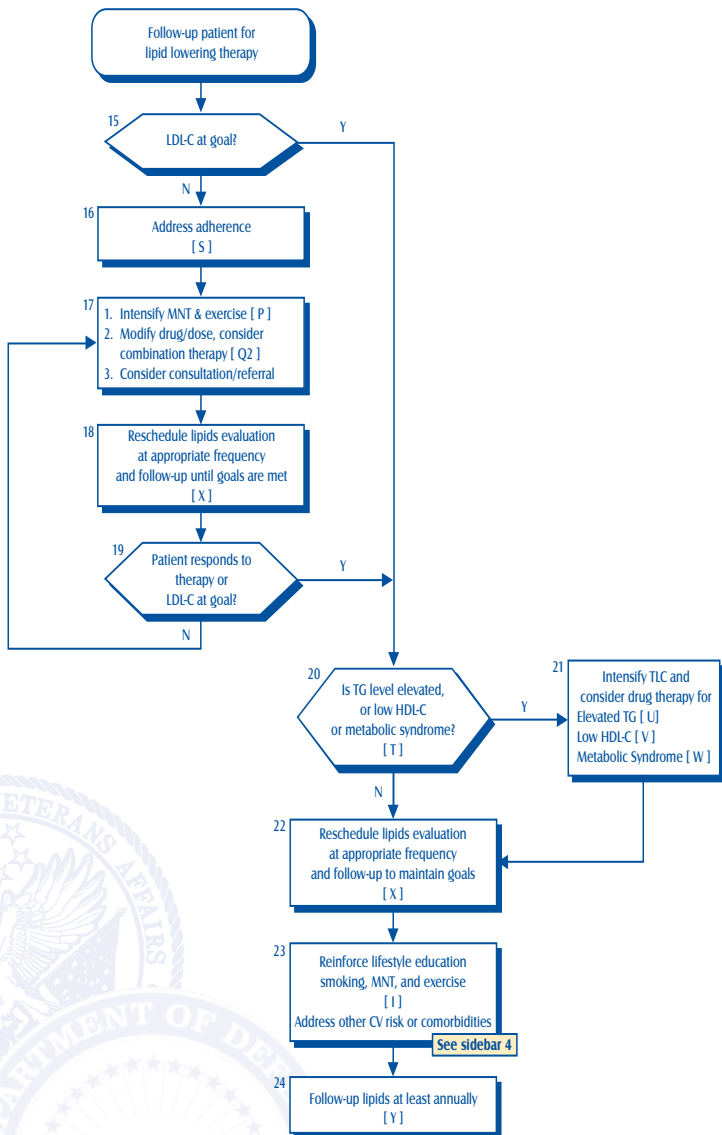 Follow-up patient for
lipid lowering therapy
15
LDL-C at goal?
Y
N
16
Address adherence
[ S ]
17
1. Intensify MNT & exercise [ P ]
2. Modify drug/dose, consider
combination therapy [ Q2 ]
3. Consider consultation/referral
18
Reschedule lipids evaluation
at appropriate frequency
and follow-up until goals are met
[ X ]
19
Patient responds to
therapy or
LDL-C at goal?
Y
N
20
Is TG level elevated,
or low HDL-C
or metabolic syndrome?
[ T ]
Y
N
21
Intensify TLC and
consider drug therapy for
Elevated TG [ U]
Low HDL-C [ V ]
Metabolic Syndrome [ W ]
22
Reschedule lipids evaluation
at appropriate frequency
and follow-up to maintain goals
[ X ]
23
Reinforce lifestyle education
smoking, MNT, and exercise
[ I ]
Address other CV risk or comorbidities
See sidebar 4
24
Follow-up lipids at least annually
[ Y ]
VETERANS AFFAIRS